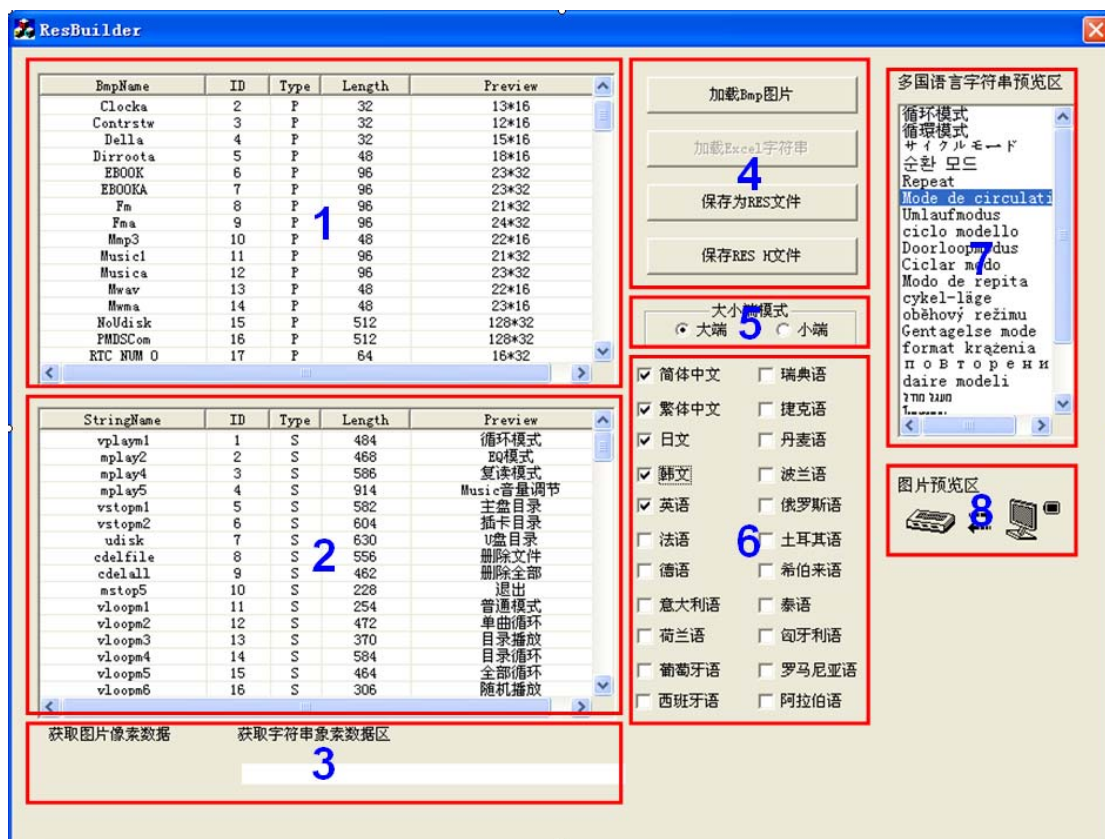 ResBuilder
BmpName ID Type Length Preview
Clocka 2 P 32 13*16
Contrstw 3 P 32 12*16
Della 4 P 32 15*16
Dirroota 5 P 48 18*16
EBOOK 6 P 96 23*32
EBOOKA 7 P 96 23*32
Fm 8 P 96 21*32
Fma 9 P 96 24*32
Mmp3 10 P 48 22*16
Music1 11 P 96 21*32
Musica 12 P 96 23*32
Mwav 13 P 48 22*16
Mwma 14 P 48 23*16
NoUdisk 15 P 512 128*32
PMDSCom 16 P 512 128*32
RTC NUM 0 17 P 64 16*32
1
StringName ID Type Length Preview
vplaym1 1 S 484 循环模式
mplay2 2 S 468 EQ模式
mplay4 3 S 586 复读模式
mplay5 4 S 914 Music音量调节
vstopm1 5 S 582 主盘目录
vstopm2 6 S 604 插卡目录
udisk 7 S 630 U盘目录
cdelfile 8 S 556 删除文件
cdelall 9 S 462 删除全部
mstop5 10 S 228 退出
vloopm1 11 S 254 普通模式
vloopm2 12 S 472 单曲循环
vloopm3 13 S 370 目录播放
vloopm4 14 S 584 目录循环
vloopm5 15 S 464 全部循环
vloopm6 16 S 306 随机播放
2
获取图片像素数据 获取字符串象素数据区
3
加载Bmp图片
加载Excel字符串
保存为RES文件
保存RES H文件
4
大小端模式
大端 小端
5
简体中文 瑞典语
繁体中文 捷克语
日文 丹麦语
韩文 波兰语
英语 俄罗斯语
法语 土耳其语
德语 希伯来语
意大利语 泰语
荷兰语 匈牙利语
葡萄牙语 罗马尼亚语
西班牙语 阿拉伯语
6
多国语言字符串预览区
循环模式
循環模式
サイクルモード
순환 모드
Repeat
Mode de circulati
Umlaufmodus
ciclo modello
Doorloopmodus
Ciclar modo
Modo de repita
cykel-läge
oběhový režimu
Gentagelse mode
format krążenia
повторени
daire modeli
7
图片预览区
8